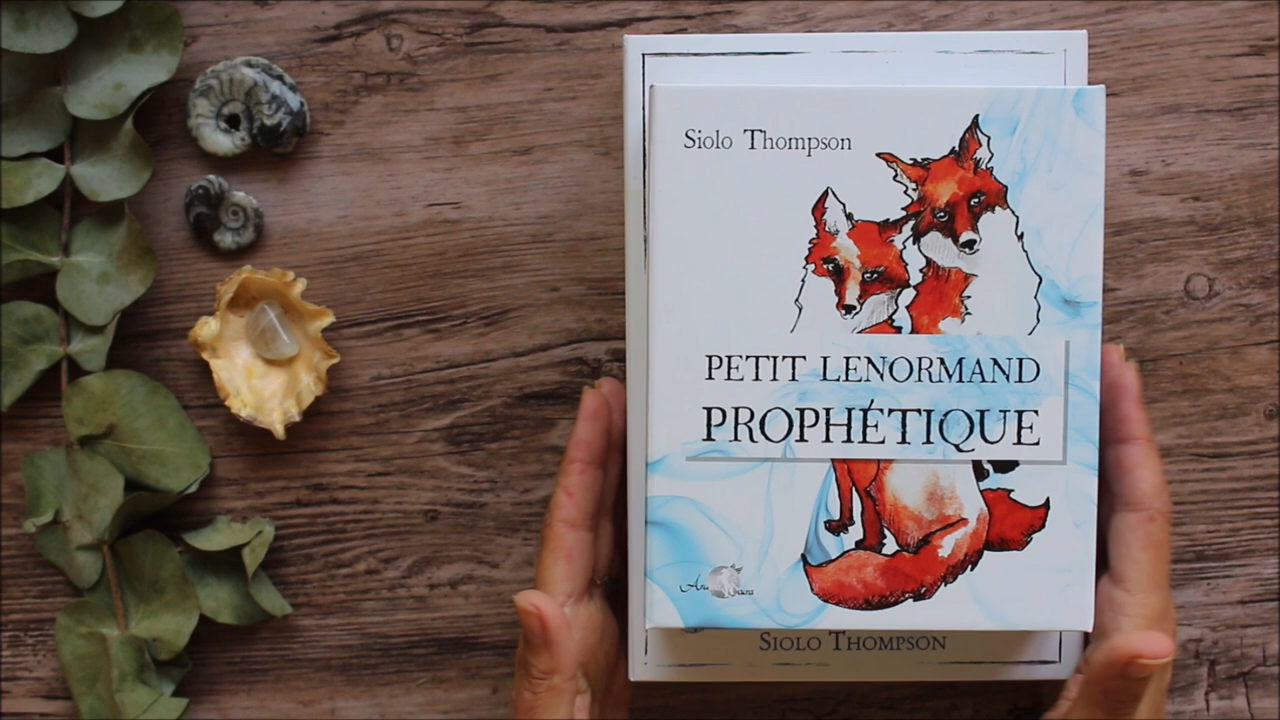 Siolo Thompson
PETIT LENORMAND
PROPHÉTIQUE
SIOLO THOMPSON